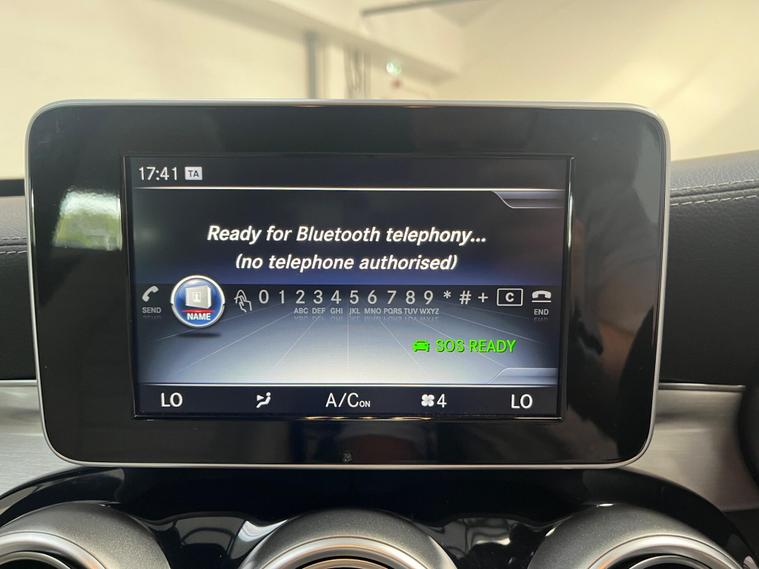 17:41 TA
Ready for Bluetooth telephony...
(no telephone authorised)
SEND NAME 0 1 2 3 4 5 6 7 8 9 * # + C END
ABC DEF GHI JKL MNO PQRS TUV WXYZ
SOS READY
LO A/C ON 4 LO